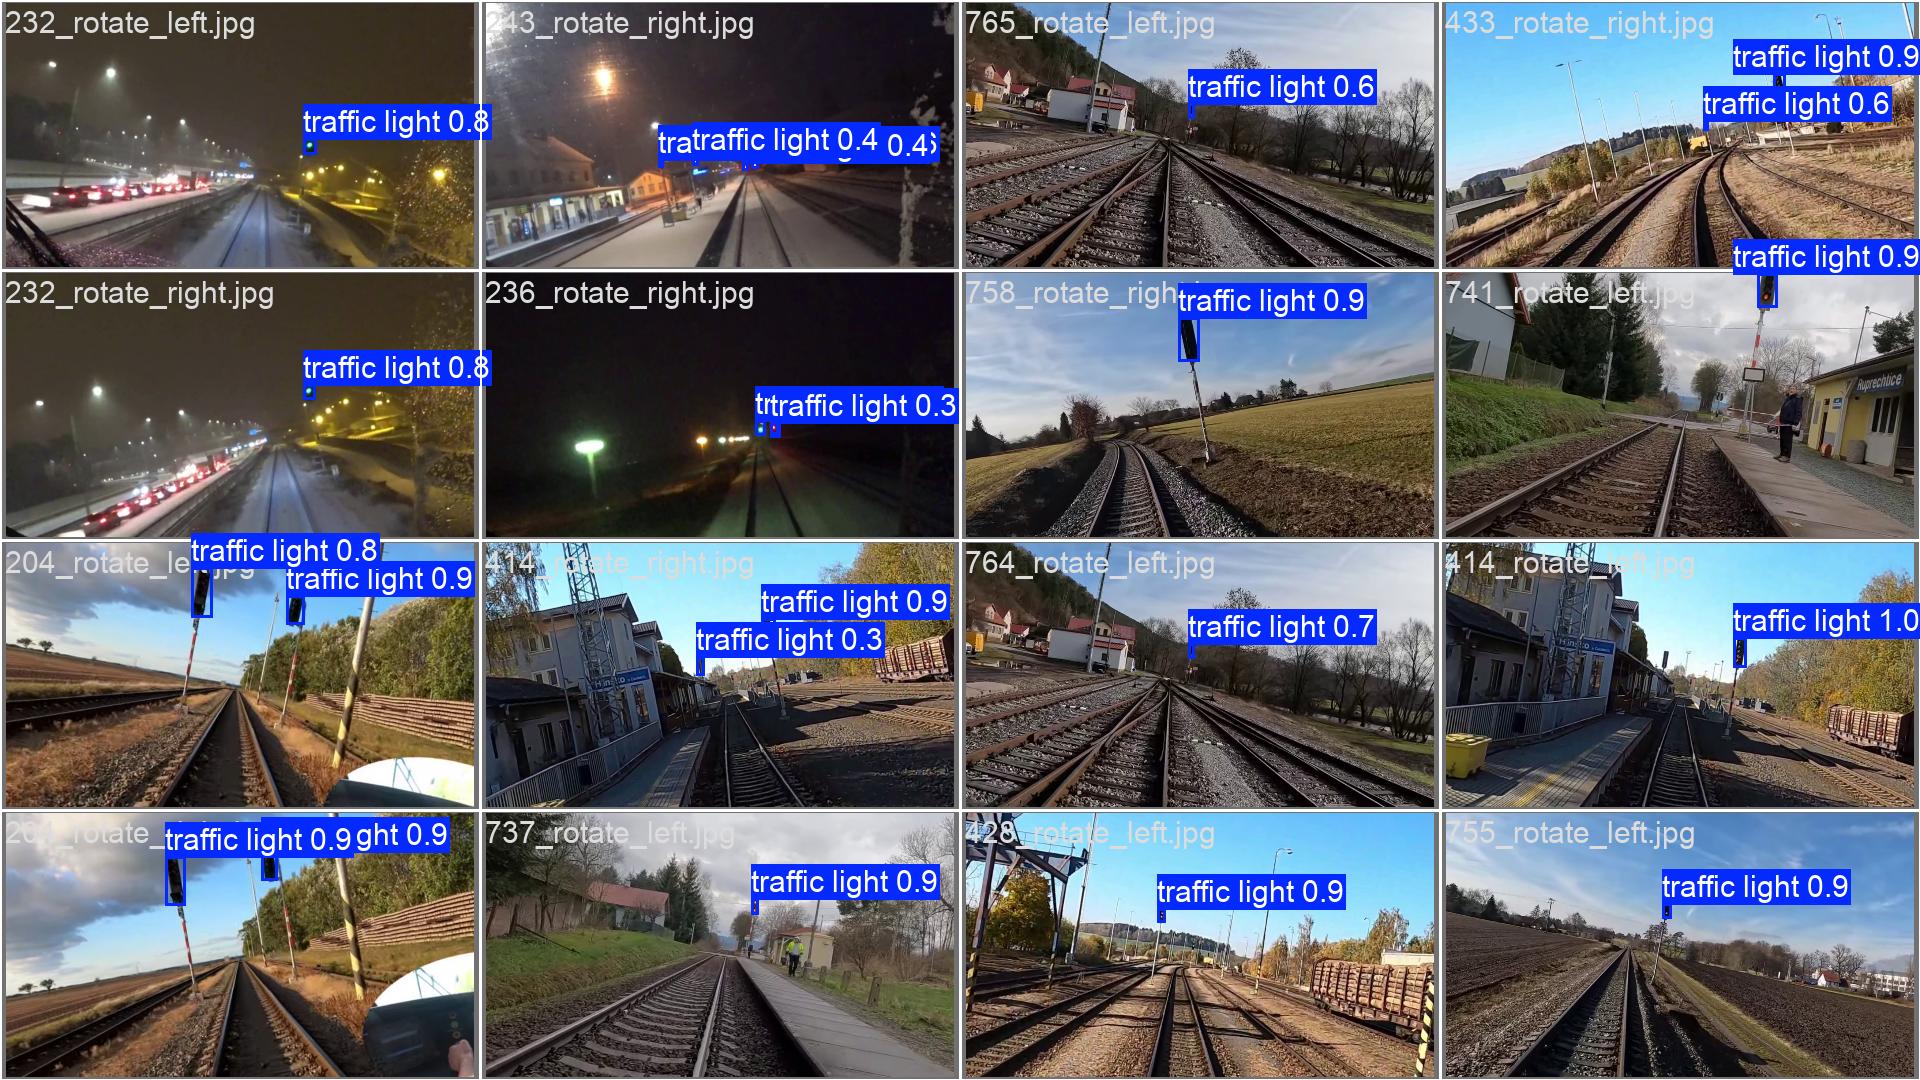 232_rotate_left.jpg
traffic light 0.8
243_rotate_right.jpg
traffic light 0.4
0.4
765_rotate_left.jpg
traffic light 0.6
433_rotate_right.jpg
traffic light 0.9
traffic light 0.6
232_rotate_right.jpg
traffic light 0.8
236_rotate_right.jpg
traffic light 0.3
758_rotate_right
traffic light 0.9
741_rotate_left.jpg
traffic light 0.9
Ruprechtice
204_rotate_le
traffic light 0.8
traffic light 0.9
414_rotate_right.jpg
traffic light 0.9
traffic light 0.3
764_rotate_left.jpg
traffic light 0.7
414_rotate_left.jpg
traffic light 1.0
204_rotate_
traffic light 0.9
ght 0.9
737_rotate_left.jpg
traffic light 0.9
428_rotate_left.jpg
traffic light 0.9
755_rotate_left.jpg
traffic light 0.9